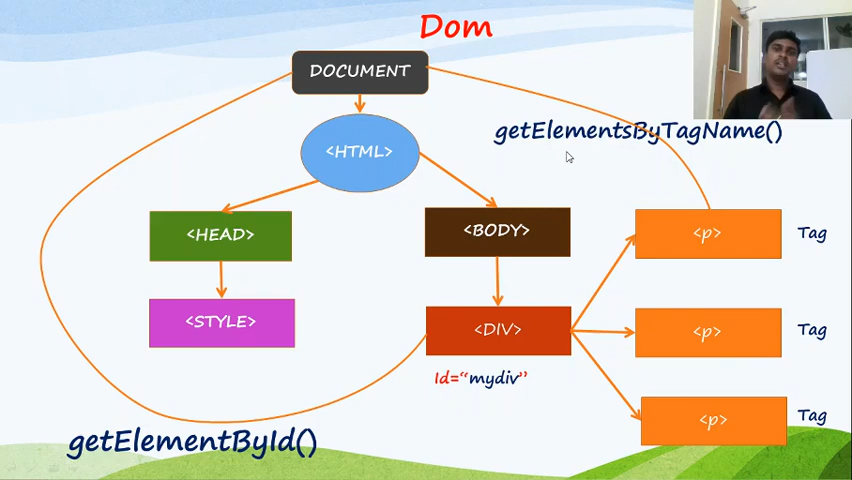 Dom
DOCUMENT
getElementsByTagName()
<HTML>
<HEAD>
<BODY>
<p>
Tag
<STYLE>
<DIV>
<p>
Tag
Id=“mydiv”
<p>
Tag
getElementById()